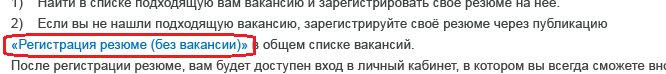 1) Найти в списке подходящую вам вакансию и зарегистрировать свое резюме на нее.
2) Если вы не нашли подходящую вакансию, зарегистрируйте своё резюме через публикацию
«Регистрация резюме (без вакансии)» в общем списке вакансий.
После регистрации резюме, вам будет доступен вход в личный кабинет, в котором вы всегда сможете